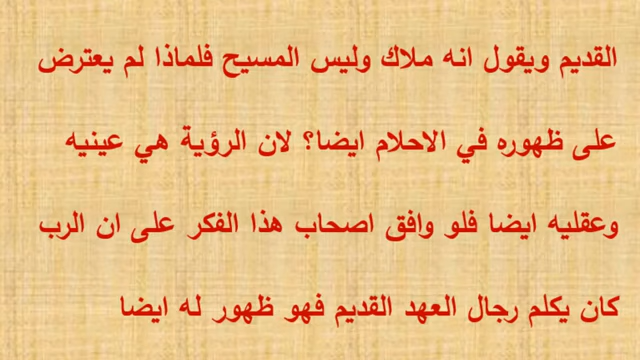 القديم ويقول انه ملاك وليس المسيح فلماذا لم يعترض
على ظهوره في الاحلام ايضا؟ لان الرؤية هي عينيه
وعقليه ايضا فلو وافق اصحاب هذا الفكر على ان الرب
كان يكلم رجال العهد القديم فهو ظهور له ايضا